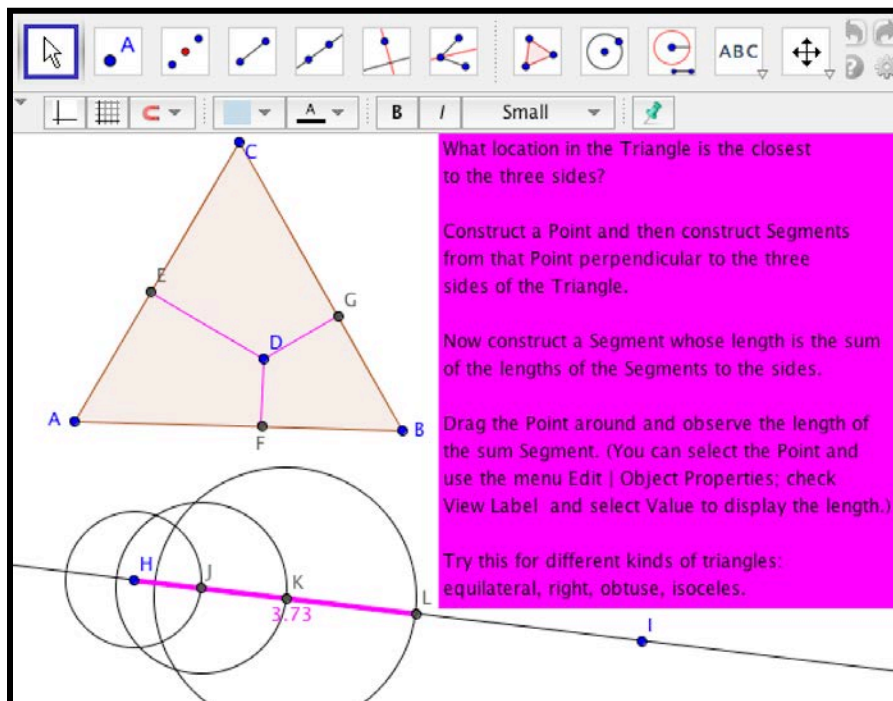 A
ABC
A
B
I
Small
What location in the Triangle is the closest
to the three sides?
Construct a Point and then construct Segments
from that Point perpendicular to the three
sides of the Triangle.
Now construct a Segment whose length is the sum
of the lengths of the Segments to the sides.
Drag the Point around and observe the length of
the sum Segment. (You can select the Point and
use the menu Edit | Object Properties; check
View Label  and select Value to display the length.)
Try this for different kinds of triangles:
equilateral, right, obtuse, isoceles.
C
E
G
D
A
F
B
H
J
K
L
3.73
I